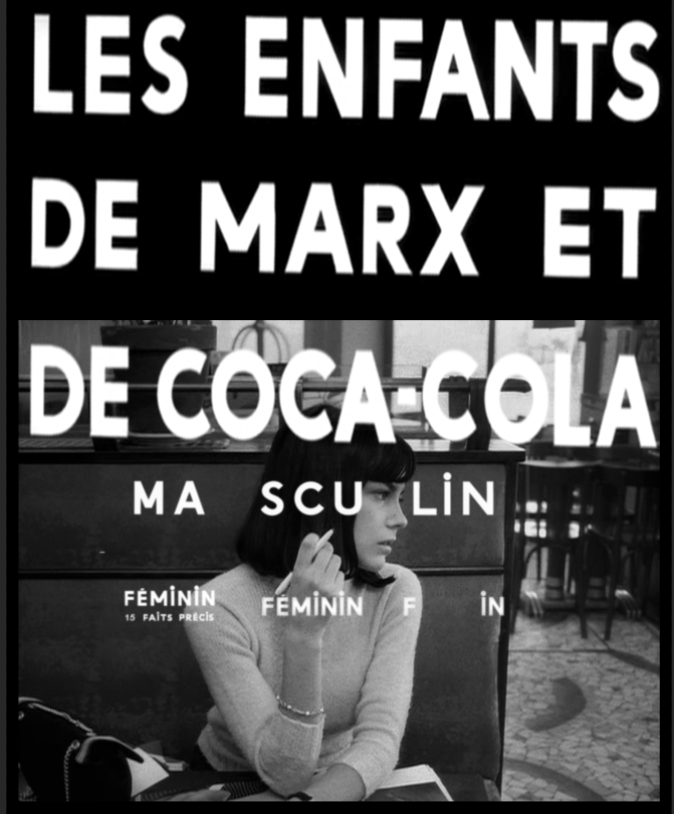 LES ENFANTS
DE MARX ET
DE COCA-COLA
MA SCU LiN
FÉMiNiN FÉMiNiN F iN
15 FAiTS PRÉCiS